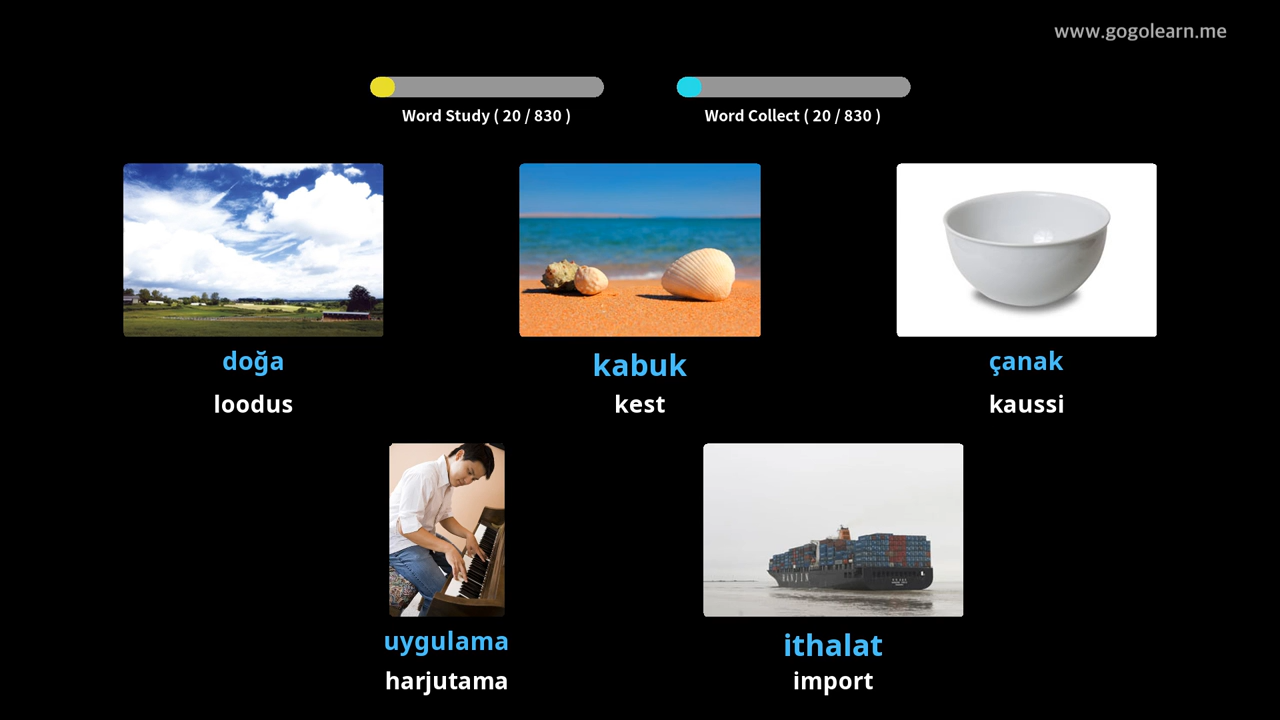 www.gogolearn.me
Word Study ( 20 / 830 )
Word Collect ( 20 / 830 )
doğa
loodus
kabuk
kest
çanak
kaussi
HANJIN
uygulama
harjutama
ithalat
import